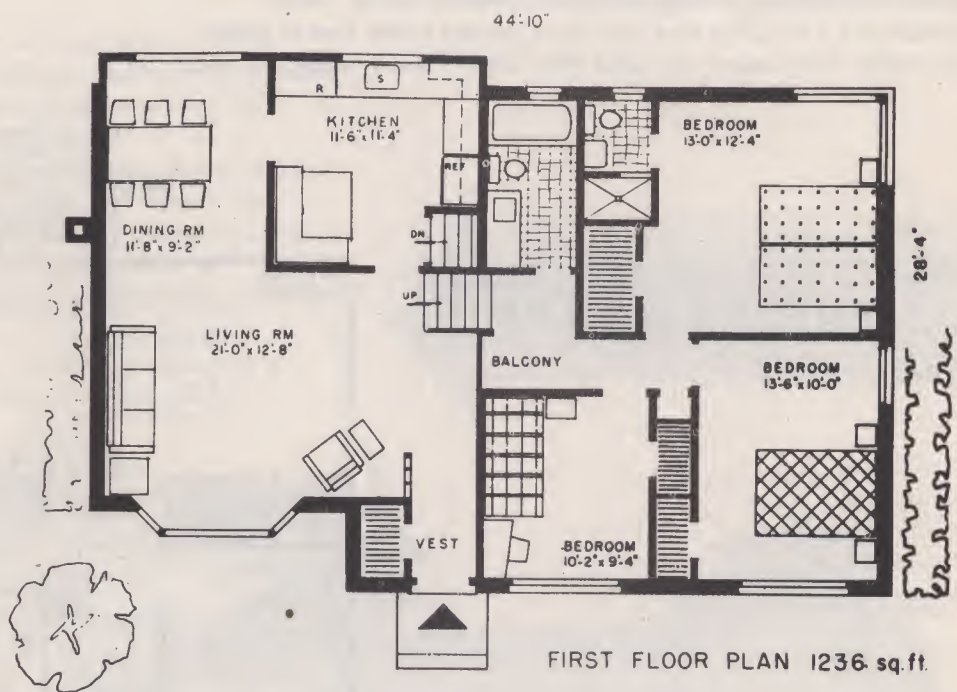 44'-10"
R
S
KITCHEN
11'-6" x 11'-4"
REF
BEDROOM
13'-0" x 12'-4"
DINING RM
11'-8" x 9'-2"
DN
28'-4"
UP
LIVING RM
21'-0" x 12'-8"
BALCONY
BEDROOM
13'-6" x 10'-0"
VEST
BEDROOM
10'-2" x 9'-4"
FIRST FLOOR PLAN 1236 sq.ft.